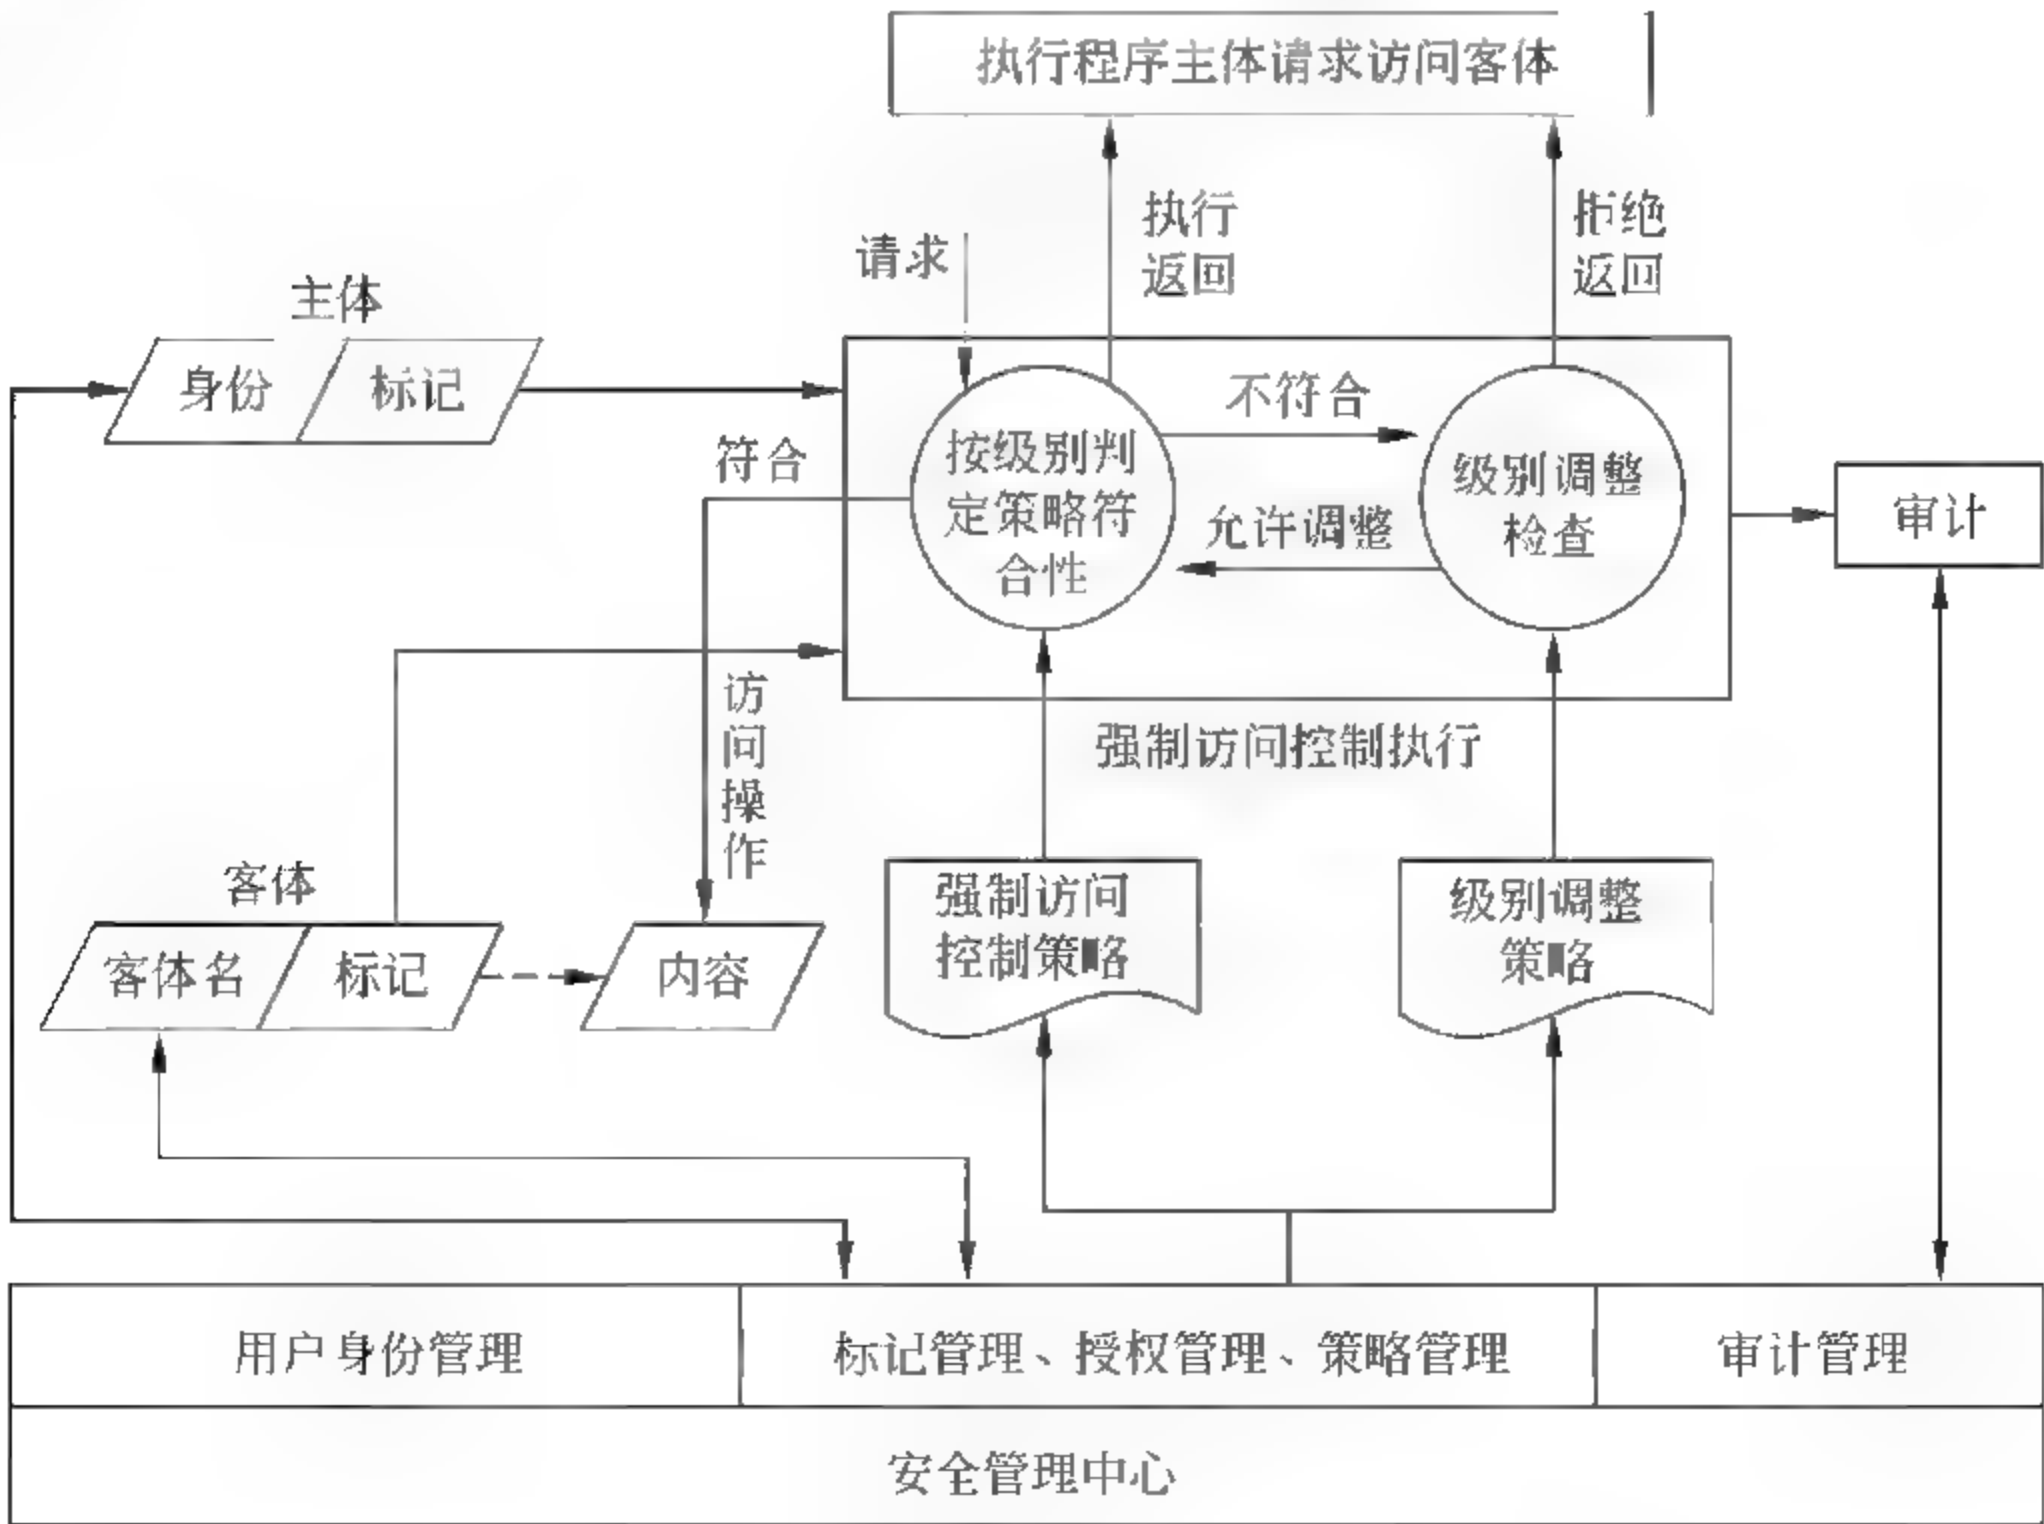 执行程序主体请求访问客体
请求
执行
返回
拒绝
返回
主体
身份
标记
符合
按级别判
定策略符
合性
不符合
允许调整
级别调整
检查
审计
访
问
操
作
强制访问控制执行
客体
客体名
标记
内容
强制访问
控制策略
级别调整
策略
用户身份管理
标记管理、授权管理、策略管理
审计管理
安全管理中心